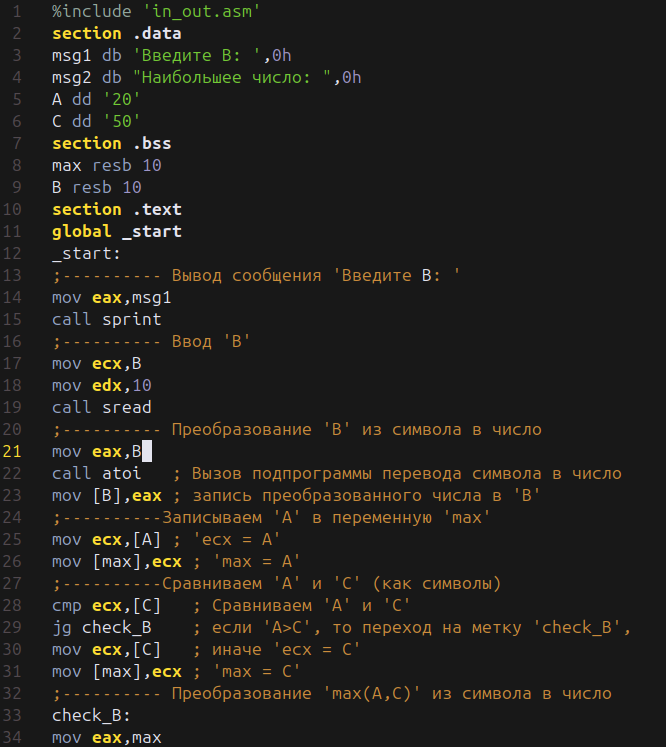 1 %include 'in_out.asm'
2 section .data
3 msg1 db 'Введите B: ',0h
4 msg2 db "Наибольшее число: ",0h
5 A dd '20'
6 C dd '50'
7 section .bss
8 max resb 10
9 B resb 10
10 section .text
11 global _start
12 _start:
13 ;---------- Вывод сообщения 'Введите B: '
14 mov eax,msg1
15 call sprint
16 ;---------- Ввод 'B'
17 mov ecx,B
18 mov edx,10
19 call sread
20 ;---------- Преобразование 'B' из символа в число
21 mov eax,B
22 call atoi   ; Вызов подпрограммы перевода символа в число
23 mov [B],eax ; запись преобразованного числа в 'B'
24 ;----------Записываем 'A' в переменную 'max'
25 mov ecx,[A] ; 'ecx = A'
26 mov [max],ecx ; 'max = A'
27 ;----------Сравниваем 'A' и 'С' (как символы)
28 cmp ecx,[C]   ; Сравниваем 'A' и 'С'
29 jg check_B    ; если 'A>C', то переход на метку 'check_B',
30 mov ecx,[C]   ; иначе 'ecx = C'
31 mov [max],ecx ; 'max = C'
32 ;---------- Преобразование 'max(A,C)' из символа в число
33 check_B:
34 mov eax,max